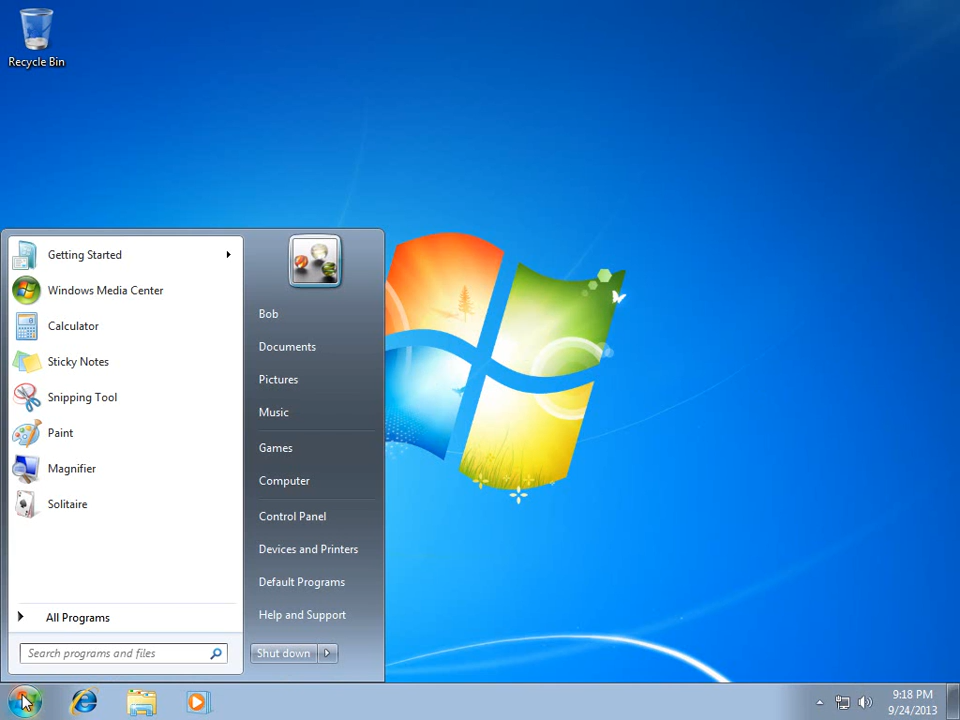 Recycle Bin
Getting Started
Windows Media Center
Calculator
Sticky Notes
Snipping Tool
Paint
Magnifier
Solitaire
All Programs
Search programs and files
Bob
Documents
Pictures
Music
Games
Computer
Control Panel
Devices and Printers
Default Programs
Help and Support
Shut down
9:18 PM
9/24/2013